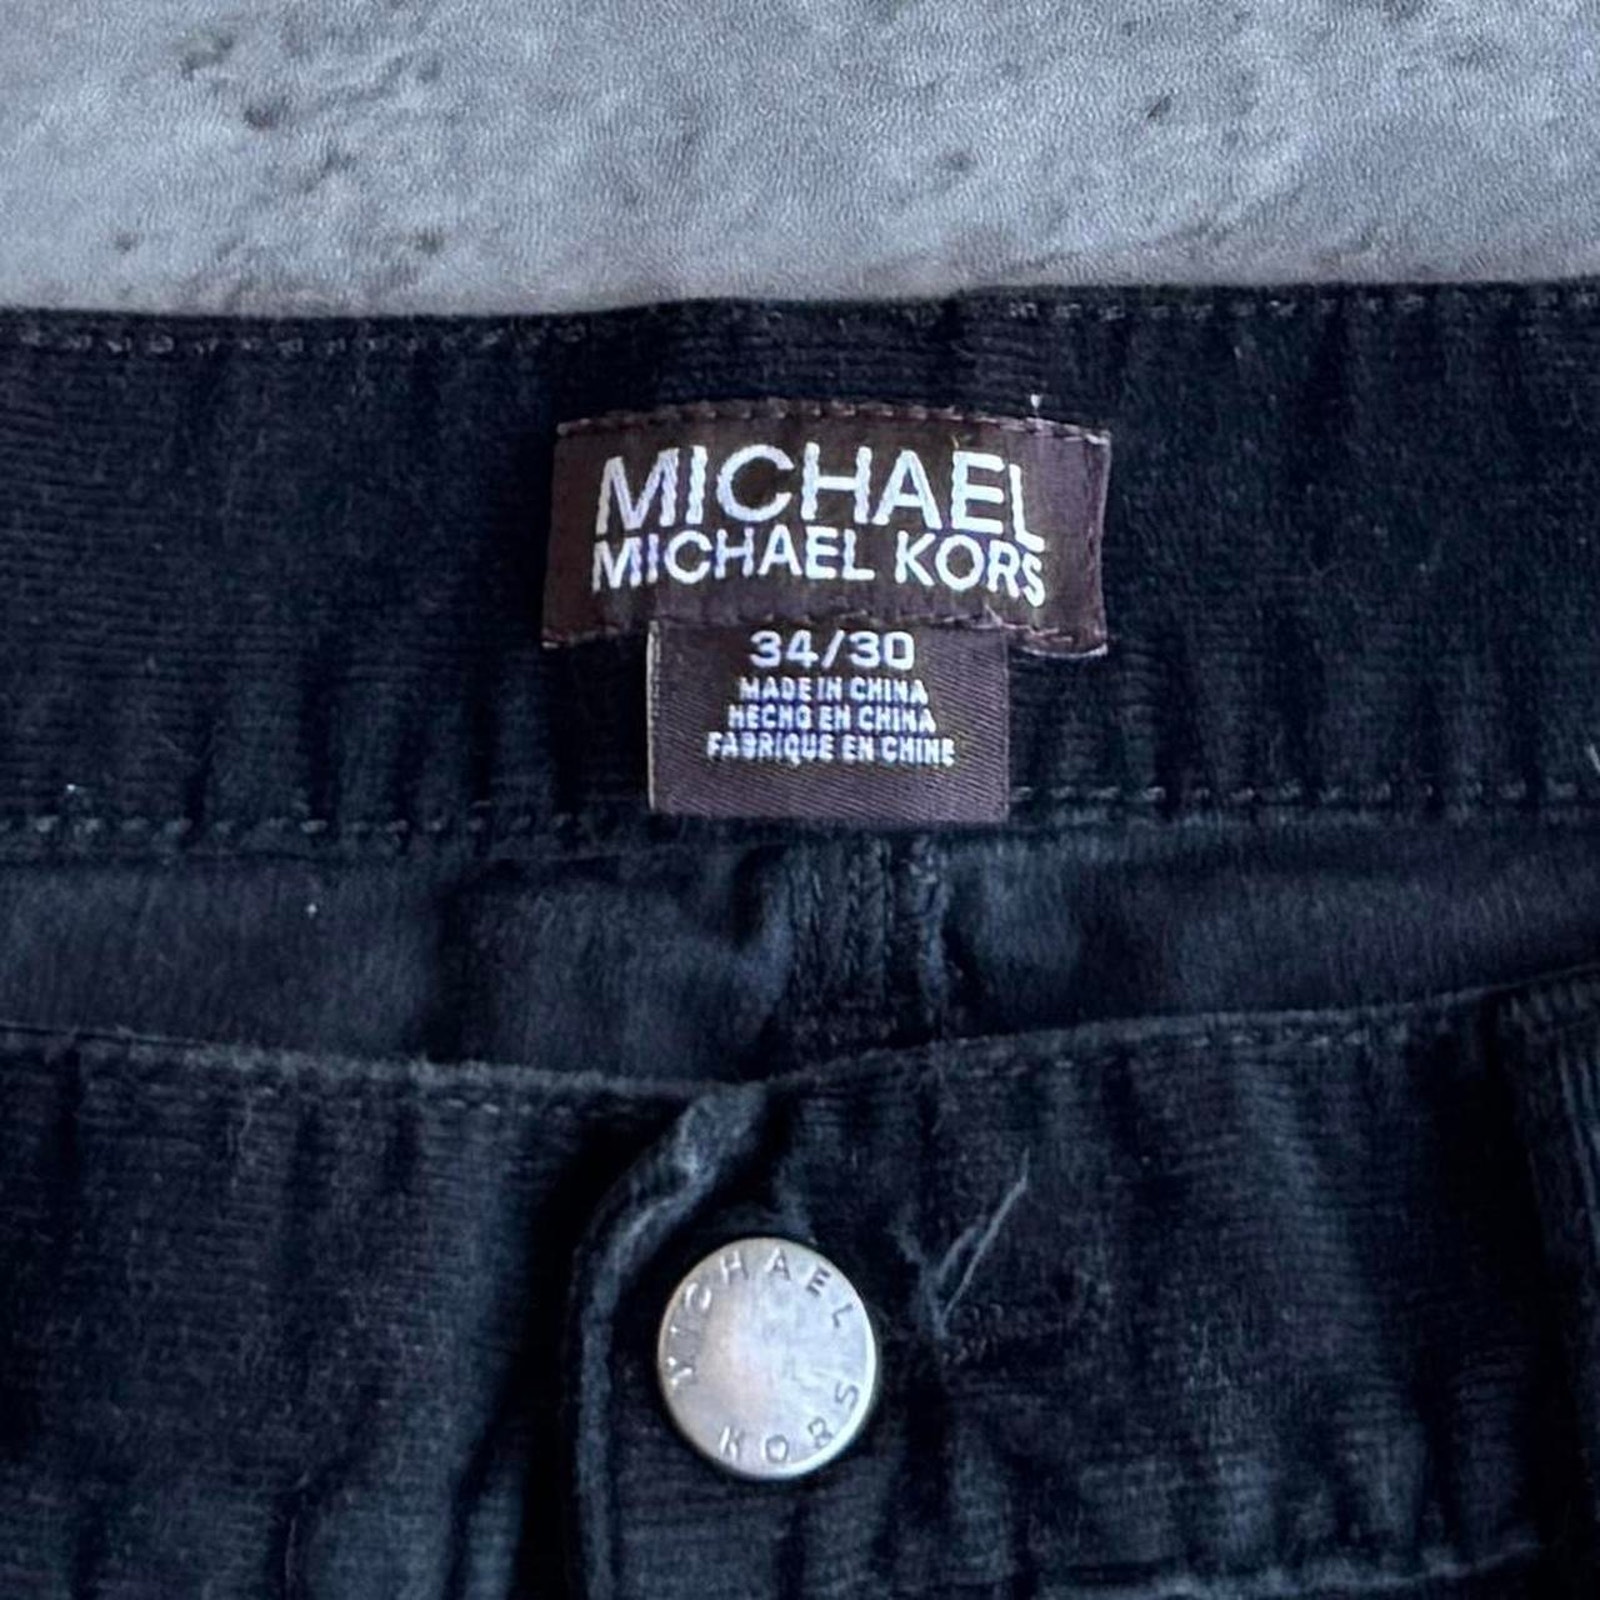 MICHAEL
MICHAEL KORS
34/30
MADE IN CHINA
HECHO EN CHINA
FABRIQUE EN CHINE
MICHAEL
KORS